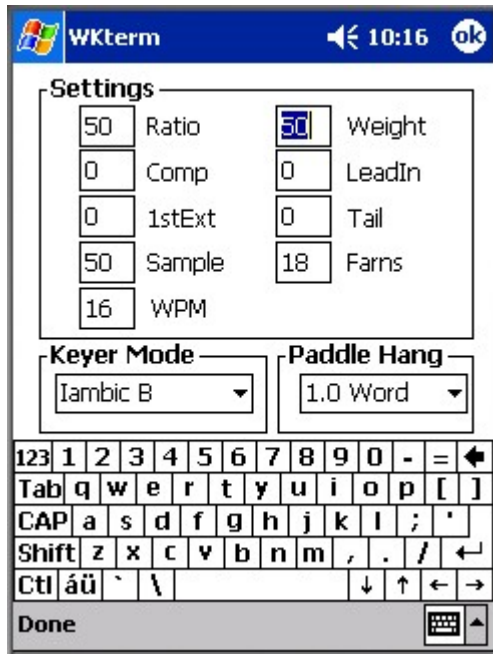 WKterm 10:16 ok
Settings
50 Ratio 50 Weight
0 Comp 0 LeadIn
0 1stExt 0 Tail
50 Sample 18 Farns
16 WPM
Keyer Mode Paddle Hang
Iambic B 1.0 Word
123 1 2 3 4 5 6 7 8 9 0 - =
Tab q w e r t y u i o p [ ]
CAP a s d f g h j k l ; '
Shift z x c v b n m , . /
Ctl áü ` \
Done